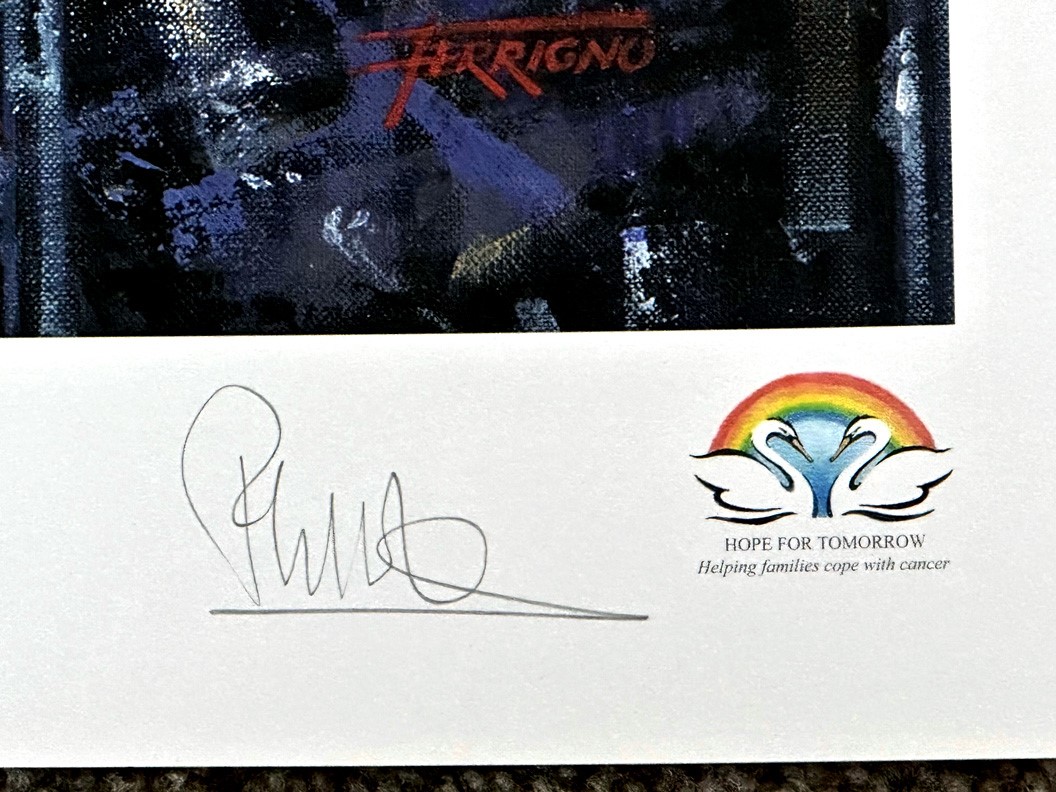 FERRIGNO
HOPE FOR TOMORROW
Helping families cope with cancer